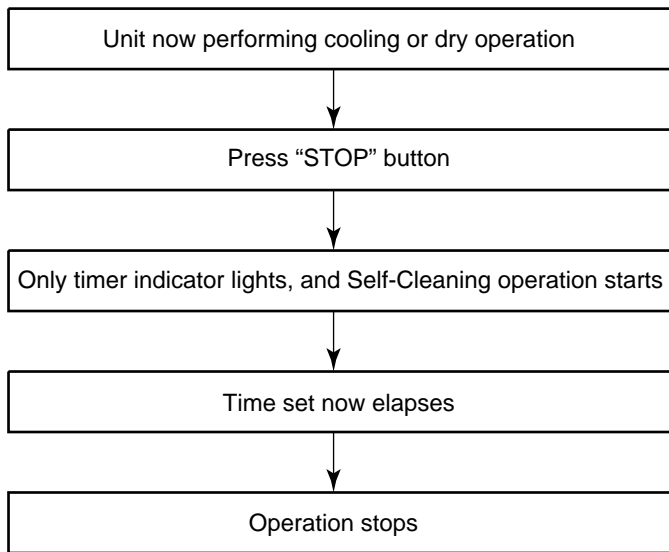 Unit now performing cooling or dry operation
Press “STOP” button
Only timer indicator lights, and Self-Cleaning operation starts
Time set now elapses
Operation stops